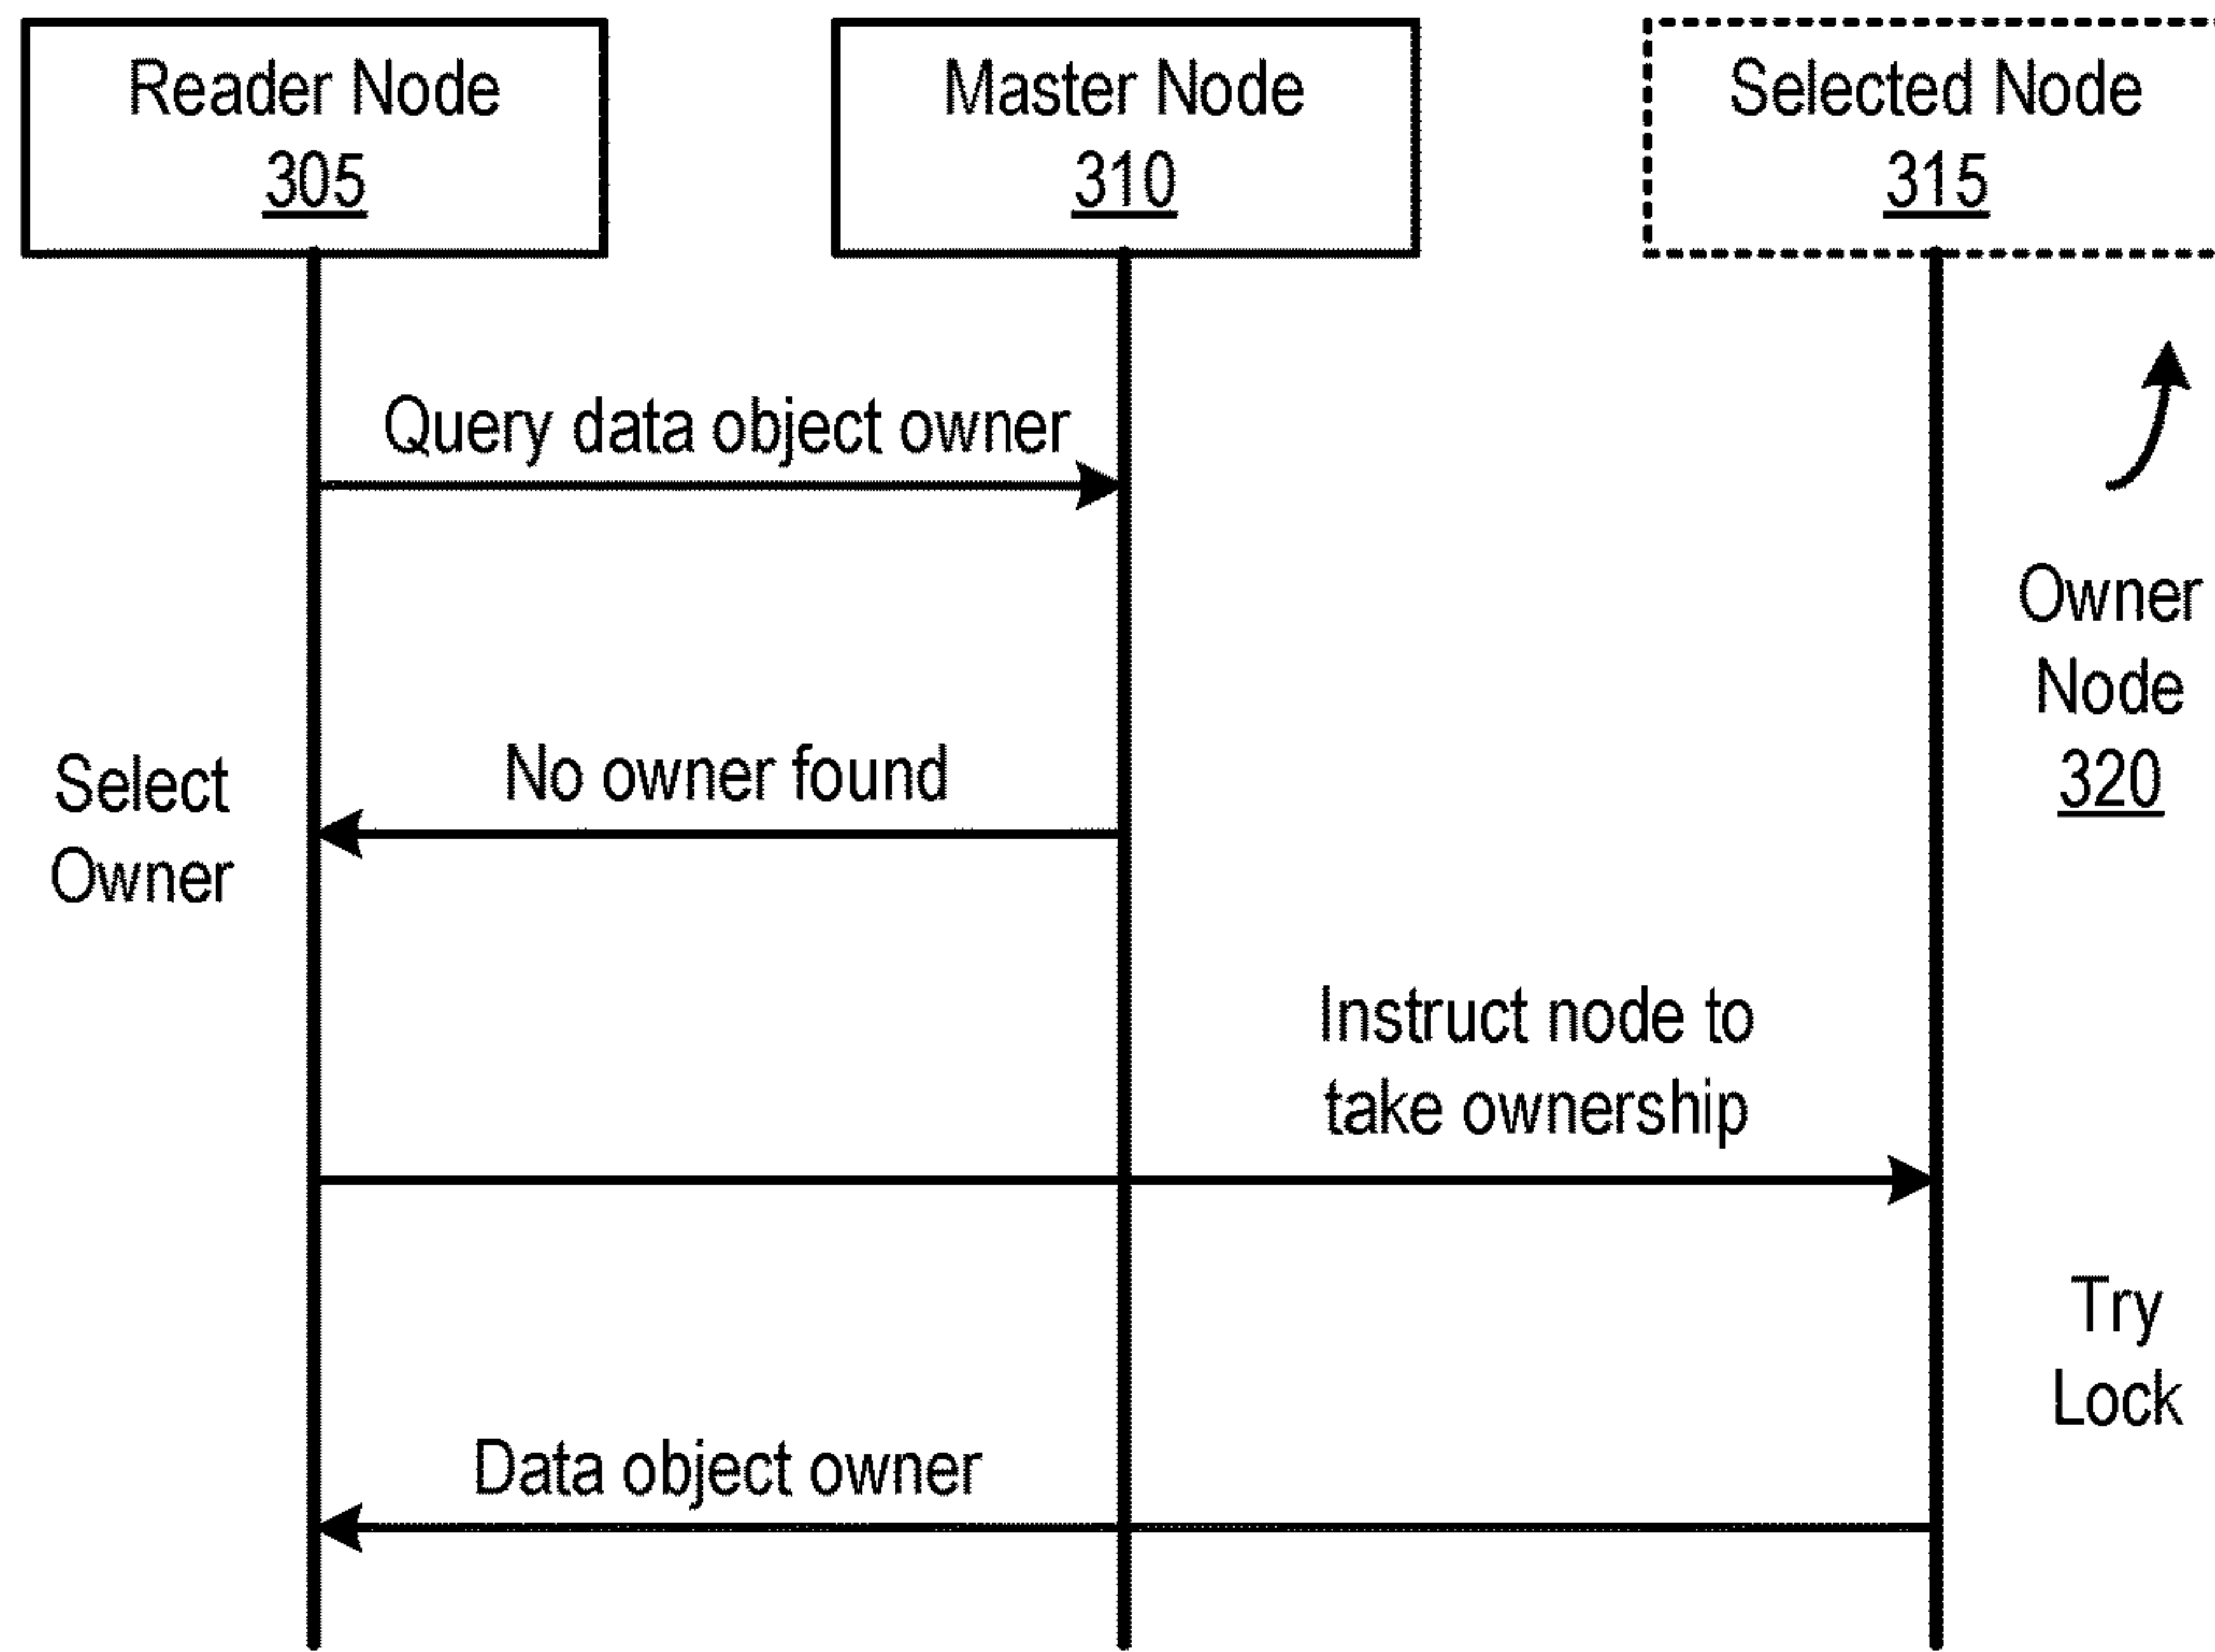 Reader Node
305
Master Node
310
Selected Node
315
Query data object owner
Owner
Node
320
No owner found
Select
Owner
Instruct node to
take ownership
Try
Lock
Data object owner